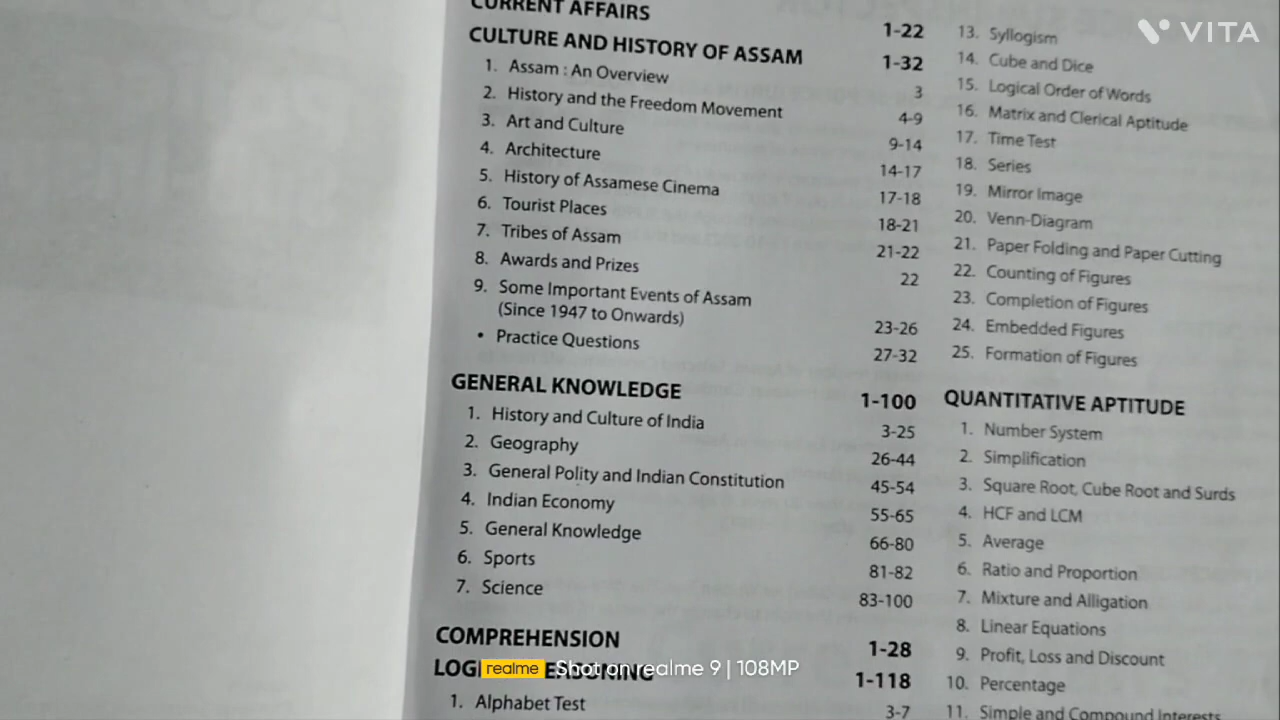 CURRENT AFFAIRS 1-22
CULTURE AND HISTORY OF ASSAM 1-32
1. Assam : An Overview 3
2. History and the Freedom Movement 4-9
3. Art and Culture 9-14
4. Architecture 14-17
5. History of Assamese Cinema 17-18
6. Tourist Places 18-21
7. Tribes of Assam 21-22
8. Awards and Prizes 22
9. Some Important Events of Assam
(Since 1947 to Onwards) 23-26
• Practice Questions 27-32
GENERAL KNOWLEDGE 1-100
1. History and Culture of India 3-25
2. Geography 26-44
3. General Polity and Indian Constitution 45-54
4. Indian Economy 55-65
5. General Knowledge 66-80
6. Sports 81-82
7. Science 83-100
COMPREHENSION 1-28
LOGI EASONING 1-118
1. Alphabet Test 3-7
13. Syllogism
14. Cube and Dice
15. Logical Order of Words
16. Matrix and Clerical Aptitude
17. Time Test
18. Series
19. Mirror Image
20. Venn-Diagram
21. Paper Folding and Paper Cutting
22. Counting of Figures
23. Completion of Figures
24. Embedded Figures
25. Formation of Figures
QUANTITATIVE APTITUDE
1. Number System
2. Simplification
3. Square Root, Cube Root and Surds
4. HCF and LCM
5. Average
6. Ratio and Proportion
7. Mixture and Alligation
8. Linear Equations
9. Profit, Loss and Discount
10. Percentage
11. Simple and Compound Interests
VITA
realme Shot on realme 9 | 108MP